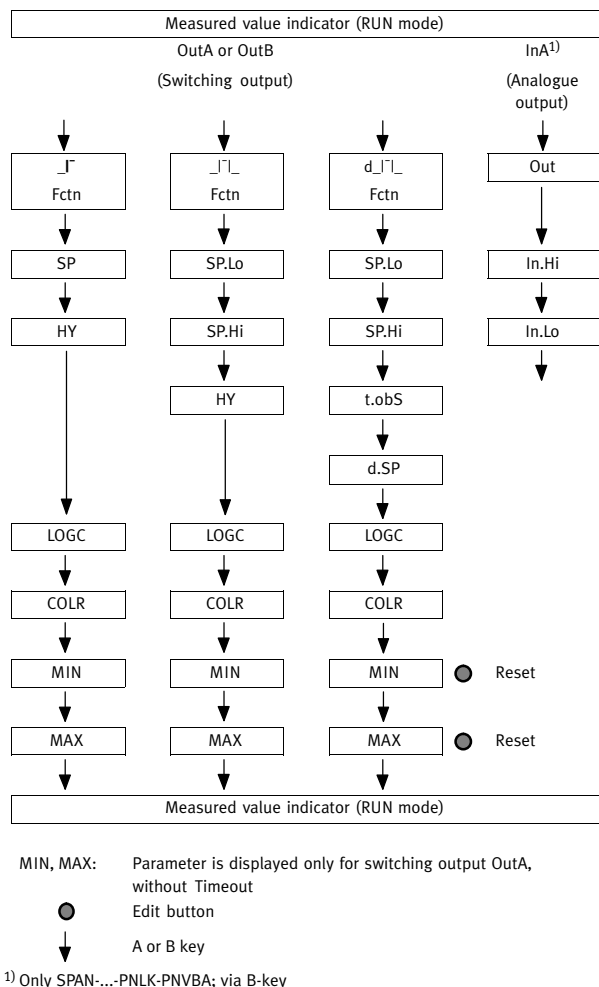 Measured value indicator (RUN mode)
OutA or OutB InA1)
(Switching output) (Analogue
output)
_|¯ _|¯|_ d_|¯|_ Out
Fctn Fctn Fctn
SP SP.Lo SP.Lo In.Hi
HY SP.Hi SP.Hi In.Lo
HY t.obS
d.SP
LOGC LOGC LOGC
COLR COLR COLR
MIN MIN MIN Reset
MAX MAX MAX Reset
Measured value indicator (RUN mode)
MIN, MAX: Parameter is displayed only for switching output OutA,
without Timeout
Edit button
A or B key
1) Only SPAN-...-PNLK-PNVBA; via B-key